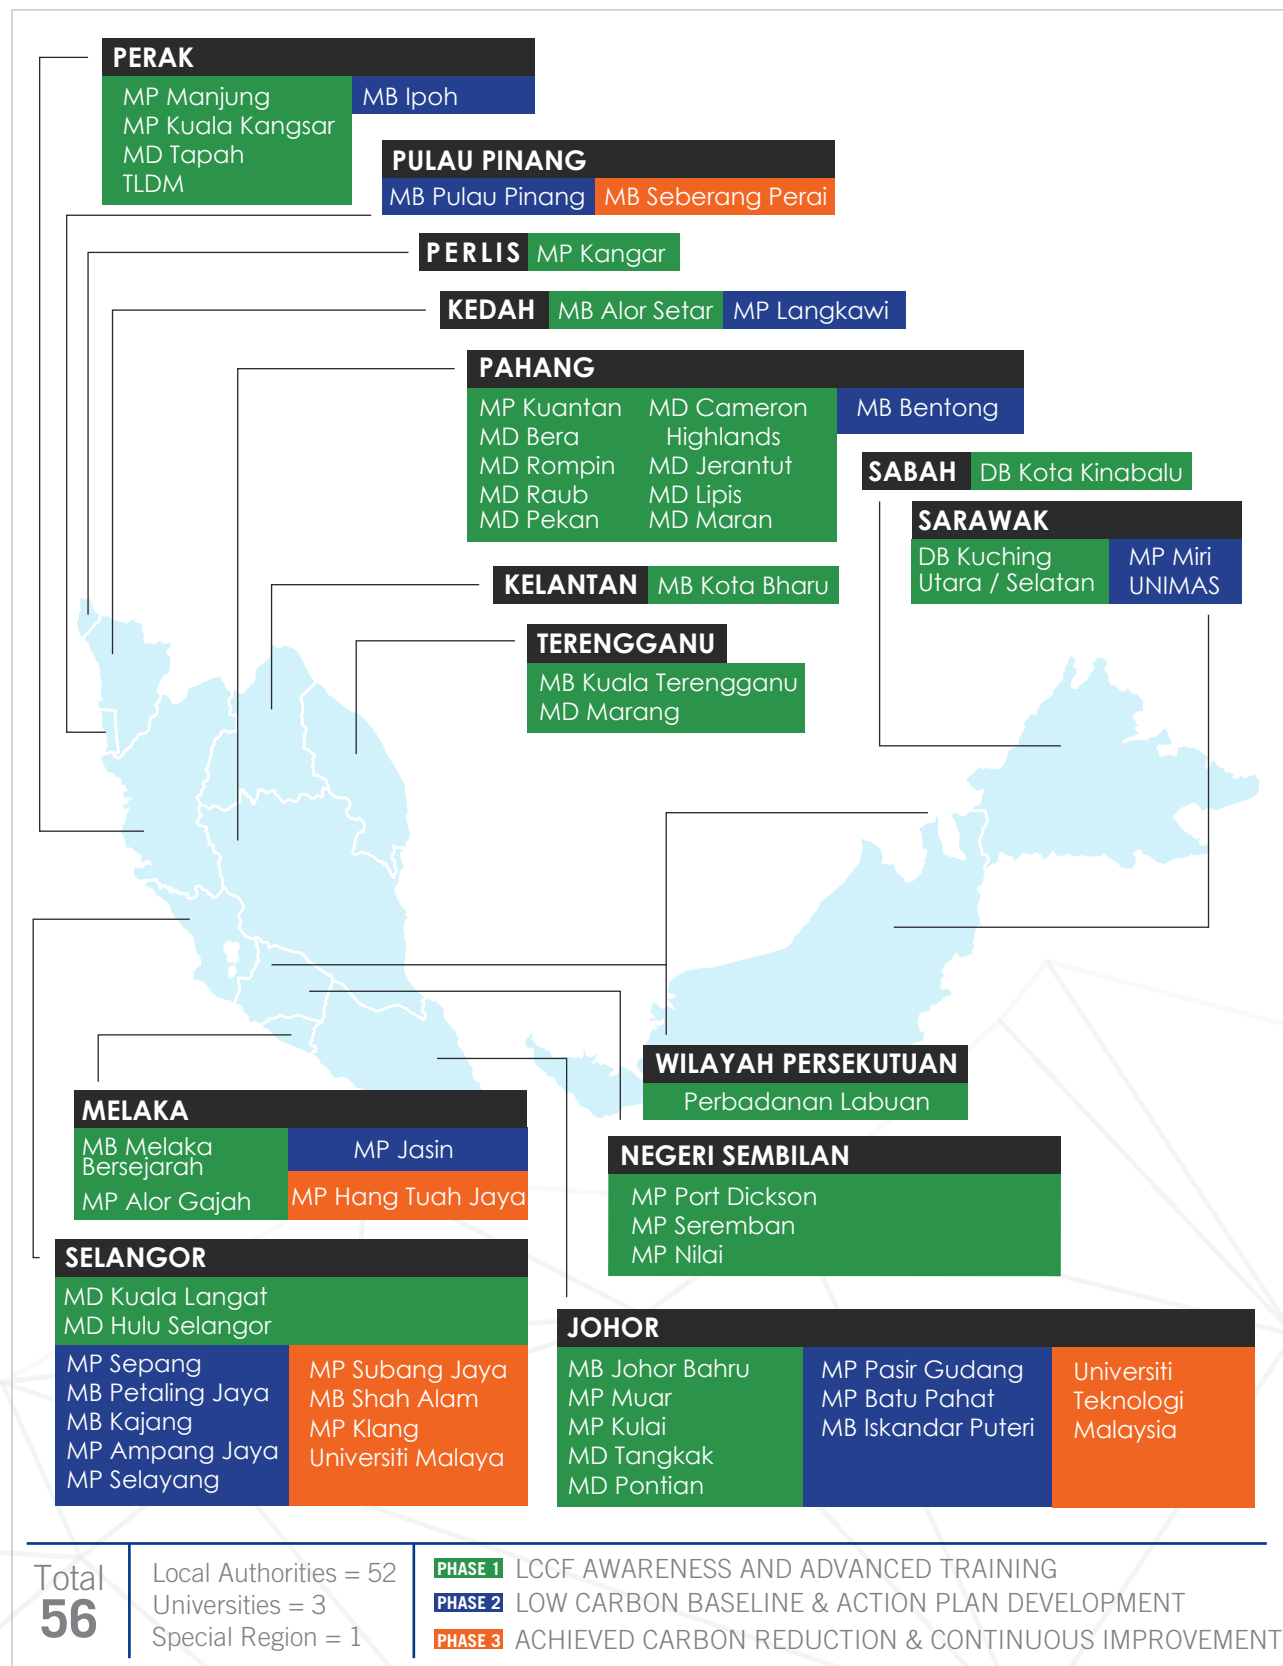 PERAK
MP Manjung
MP Kuala Kangsar
MD Tapah
TLDM
MB Ipoh
PULAU PINANG
MB Pulau Pinang
MB Seberang Perai
PERLIS
MP Kangar
KEDAH
MB Alor Setar
MP Langkawi
PAHANG
MP Kuantan
MD Bera
MD Rompin
MD Raub
MD Pekan
MD Cameron
Highlands
MD Jerantut
MD Lipis
MD Maran
MB Bentong
SABAH
DB Kota Kinabalu
SARAWAK
DB Kuching
Utara / Selatan
MP Miri
UNIMAS
KELANTAN
MB Kota Bharu
TERENGGANU
MB Kuala Terengganu
MD Marang
WILAYAH PERSEKUTUAN
Perbadanan Labuan
MELAKA
MB Melaka
Bersejarah
MP Alor Gajah
MP Jasin
MP Hang Tuah Jaya
NEGERI SEMBILAN
MP Port Dickson
MP Seremban
MP Nilai
SELANGOR
MD Kuala Langat
MD Hulu Selangor
MP Sepang
MB Petaling Jaya
MB Kajang
MP Ampang Jaya
MP Selayang
MP Subang Jaya
MB Shah Alam
MP Klang
Universiti Malaya
JOHOR
MB Johor Bahru
MP Muar
MP Kulai
MD Tangkak
MD Pontian
MP Pasir Gudang
MP Batu Pahat
MB Iskandar Puteri
Universiti
Teknologi
Malaysia
Total
56
Local Authorities = 52
Universities = 3
Special Region = 1
PHASE 1 LCCF AWARENESS AND ADVANCED TRAINING
PHASE 2 LOW CARBON BASELINE & ACTION PLAN DEVELOPMENT
PHASE 3 ACHIEVED CARBON REDUCTION & CONTINUOUS IMPROVEMENT